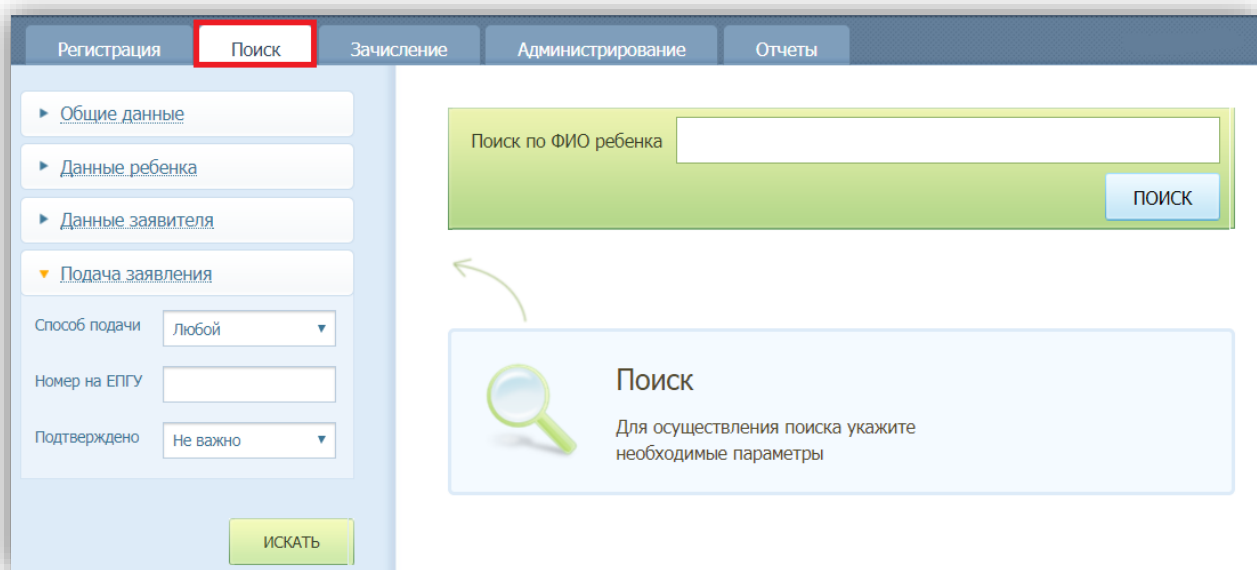 Регистрация Поиск Зачисление Администрирование Отчеты
Общие данные
Данные ребенка
Данные заявителя
Подача заявления
Способ подачи Любой
Номер на ЕПГУ
Подтверждено Не важно
ИСКАТЬ
Поиск по ФИО ребенка
ПОИСК
Поиск
Для осуществления поиска укажите
необходимые параметры